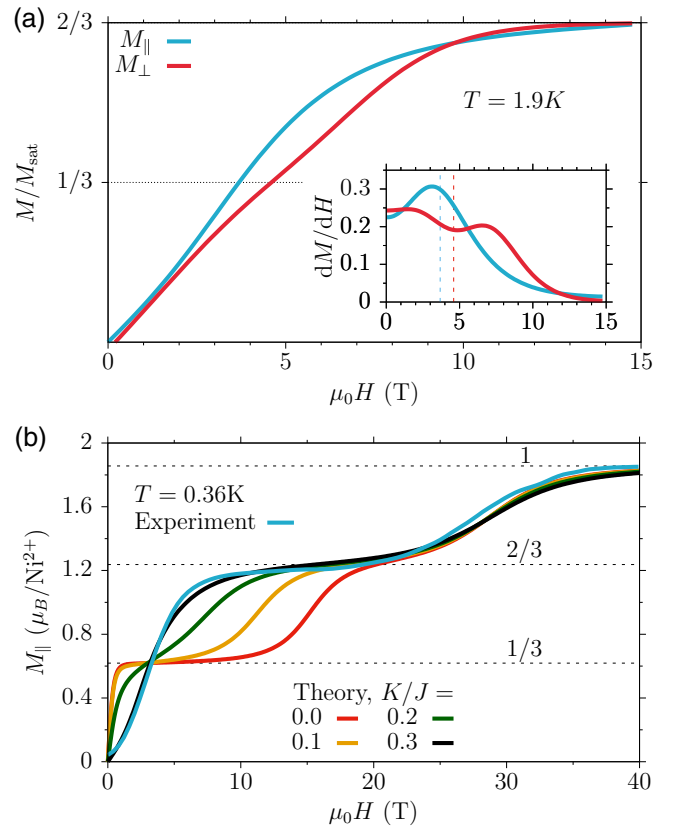 (a)
2/3
M∥
M⊥
T = 1.9K
M/M_sat
1/3
dM/dH
0.3
0.2
0.1
0
0 5 10 15
0 5 10 15
μ₀H (T)
(b)
2
1
T = 0.36K
Experiment
1.6
M∥ (μ_B/Ni²⁺)
1.2
2/3
0.8
1/3
0.4
Theory, K/J =
0.0 0.2
0.1 0.3
0
0 10 20 30 40
μ₀H (T)